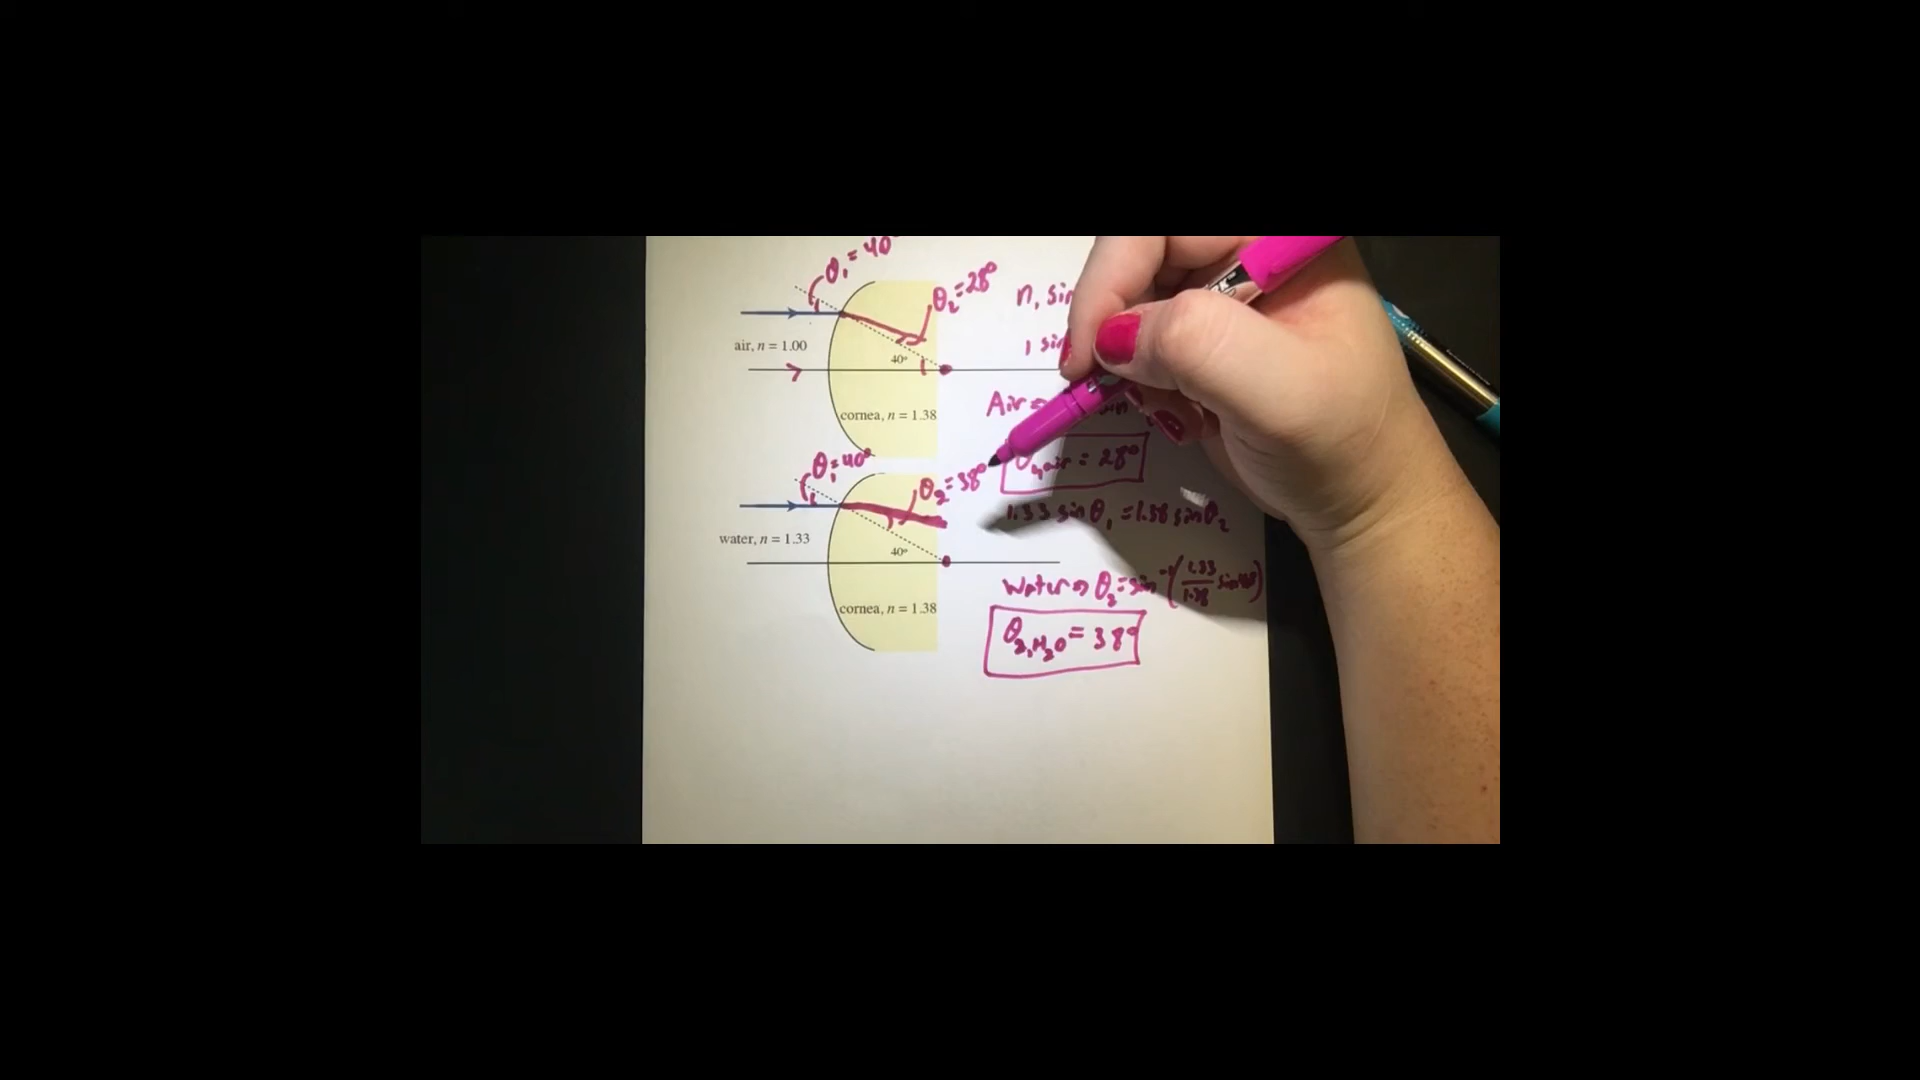 θ₁ = 40°
θ₂ = 28°
n₁ sin
air, n = 1.00
1 sin
40°
Air ⇒
cornea, n = 1.38
θ₁ = 40°
θ₂ = 38°
air = 28°
1.33 sin θ₁ = 1.38 sin θ₂
water, n = 1.33
40°
Water ⇒ θ₂ = sin⁻¹(1.33/1.38 sin 40°)
cornea, n = 1.38
θ₂,H₂O = 38°